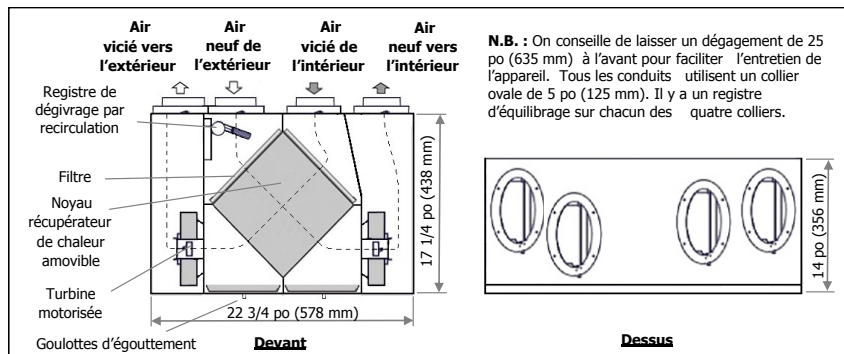 Air
vicié vers
l'extérieur
Air
neuf de
l'extérieur
Air
vicié de
l'intérieur
Air
neuf vers
l'intérieur
Registre de
dégivrage par
recirculation
Filtre
Noyau
récupérateur
de chaleur
amovible
Turbine
motorisée
Goulottes d'égouttement
17 1/4 po (438 mm)
22 3/4 po (578 mm)
Devant
N.B. : On conseille de laisser un dégagement de 25
po (635 mm) à l'avant pour faciliter l'entretien de
l'appareil. Tous les conduits utilisent un collier
ovale de 5 po (125 mm). Il y a un registre
d'équilibrage sur chacun des quatre colliers.
14 po (356 mm)
Dessus